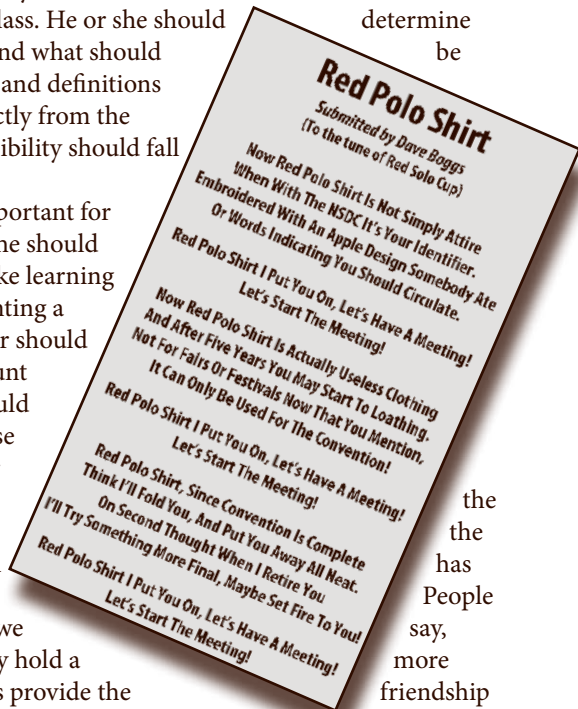 lass. He or she should determine
nd what should be
and definitions
ctly from the
ibility should fall
portant for
he should
ke learning
nting a
r should
unt
uld
se
Red Polo Shirt
Submitted by Dave Boggs
(To the tune of Red Solo Cup)
Now Red Polo Shirt Is Not Simply Attire
When With The NSDC It's Your Identifier.
Embroidered With An Apple Design Somebody Ate
Or Words Indicating You Should Circulate.
Red Polo Shirt I Put You On, Let's Have A Meeting!
Let's Start The Meeting!
Now Red Polo Shirt Is Actually Useless Clothing
And After Five Years You May Start To Loathing.
Not For Fairs Or Festivals Now That You Mention,
It Can Only Be Used For The Convention!
Red Polo Shirt I Put You On, Let's Have A Meeting!
Let's Start The Meeting!
Red Polo Shirt, Since Convention Is Complete
Think I'll Fold You, And Put You Away All Neat.
On Second Thought When I Retire You
I'll Try Something More Final, Maybe Set Fire To You!
Red Polo Shirt I Put You On, Let's Have A Meeting!
Let's Start The Meeting!
the
the
has
People
we say,
y hold a more
s provide the friendship